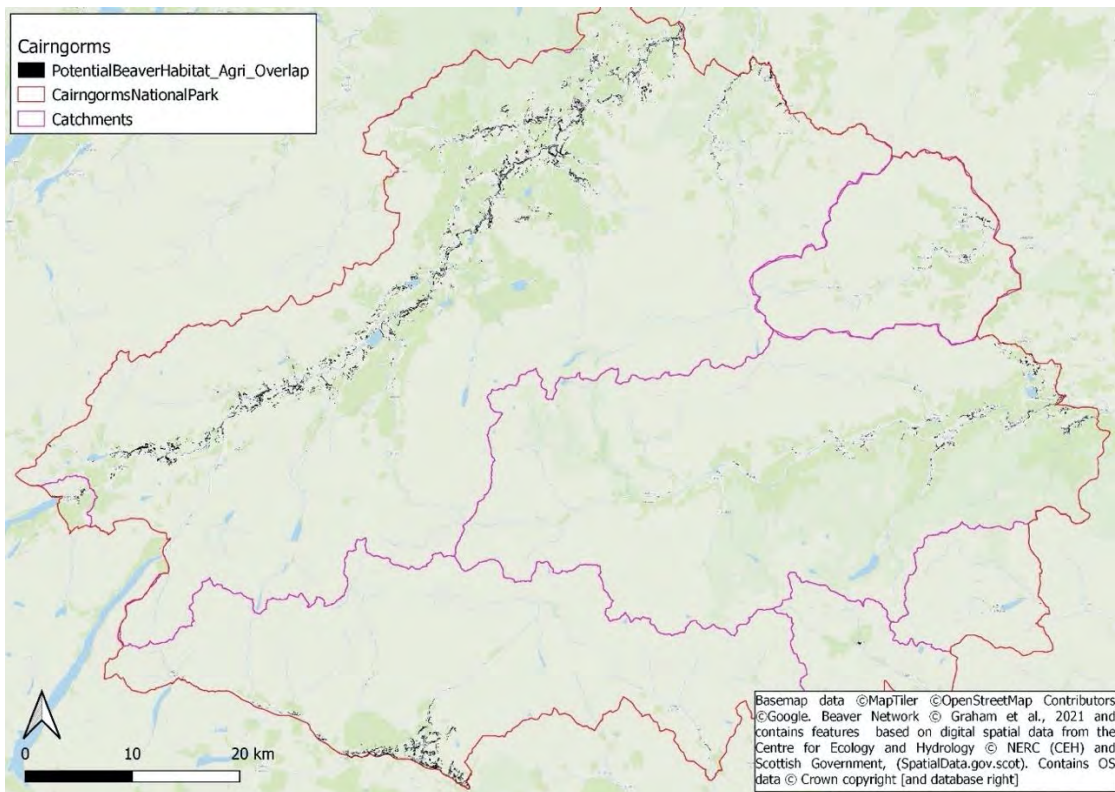 Cairngorms
PotentialBeaverHabitat_Agri_Overlap
CairngormsNationalPark
Catchments
0 10 20 km
Basemap data ©MapTiler ©OpenStreetMap Contributors
©Google. Beaver Network © Graham et al., 2021 and
contains features based on digital spatial data from the
Centre for Ecology and Hydrology © NERC (CEH) and
Scottish Government, (SpatialData.gov.scot). Contains OS
data © Crown copyright [and database right]